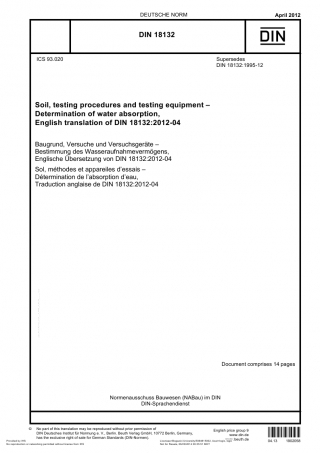 DEUTSCHE NORM
April 2012
DIN 18132
DIN
ICS 93.020
Supersedes
DIN 18132:1995-12
Soil, testing procedures and testing equipment –
Determination of water absorption,
English translation of DIN 18132:2012-04
Baugrund, Versuche und Versuchsgeräte –
Bestimmung des Wasseraufnahmevermögens,
Englische Übersetzung von DIN 18132:2012-04
Sol, méthodes et appareils d'essais –
Détermination de l'absorption d'eau,
Traduction anglaise de DIN 18132:2012-04
Document comprises 14 pages
Normenausschuss Bauwesen (NABau) im DIN
DIN-Sprachendienst
© No part of this translation may be reproduced without prior permission of
DIN Deutsches Institut für Normung e. V., Berlin. Beuth Verlag GmbH, 10772 Berlin, Germany,
has the exclusive right of sale for German Standards (DIN-Normen).
English price group 9
www.din.de
www.beuth.de
04.13